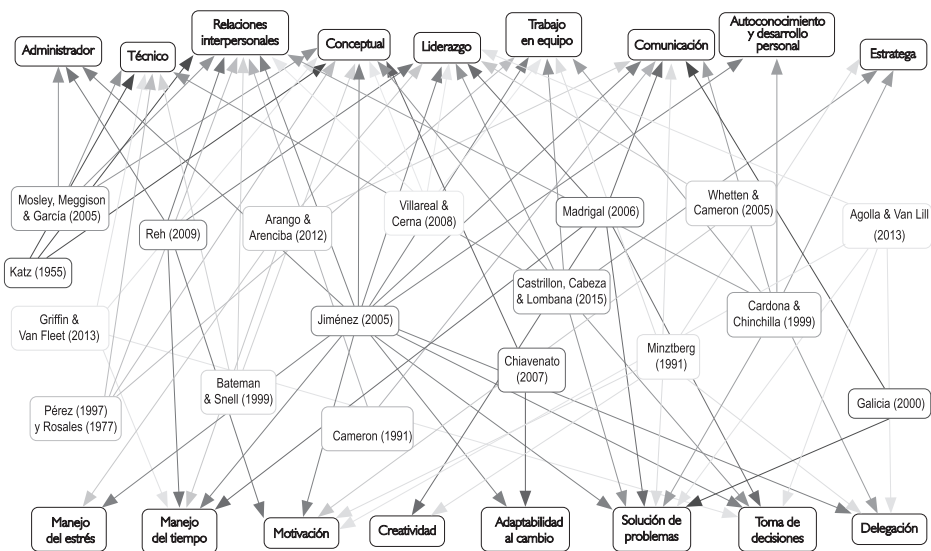 Administrador
Técnico
Relaciones
interpersonales
Conceptual
Liderazgo
Trabajo
en equipo
Comunicación
Autoconocimiento
y desarrollo
personal
Estratega
Mosley, Meggison
& García (2005)
Reh (2009)
Arango &
Arenciba (2012)
Villareal &
Cerna (2008)
Madrigal (2006)
Whetten &
Cameron (2005)
Agolla & Van Lill
(2013)
Katz (1955)
Castrillon, Cabeza
& Lombana (2015)
Griffin &
Van Fleet (2013)
Jiménez (2005)
Cardona &
Chinchilla (1999)
Minztberg
(1991)
Chiavenato
(2007)
Bateman
& Snell (1999)
Pérez (1997)
y Rosales (1977)
Cameron (1991)
Galicia (2000)
Manejo
del estrés
Manejo
del tiempo
Motivación
Creatividad
Adaptabilidad
al cambio
Solución de
problemas
Toma de
decisiones
Delegación